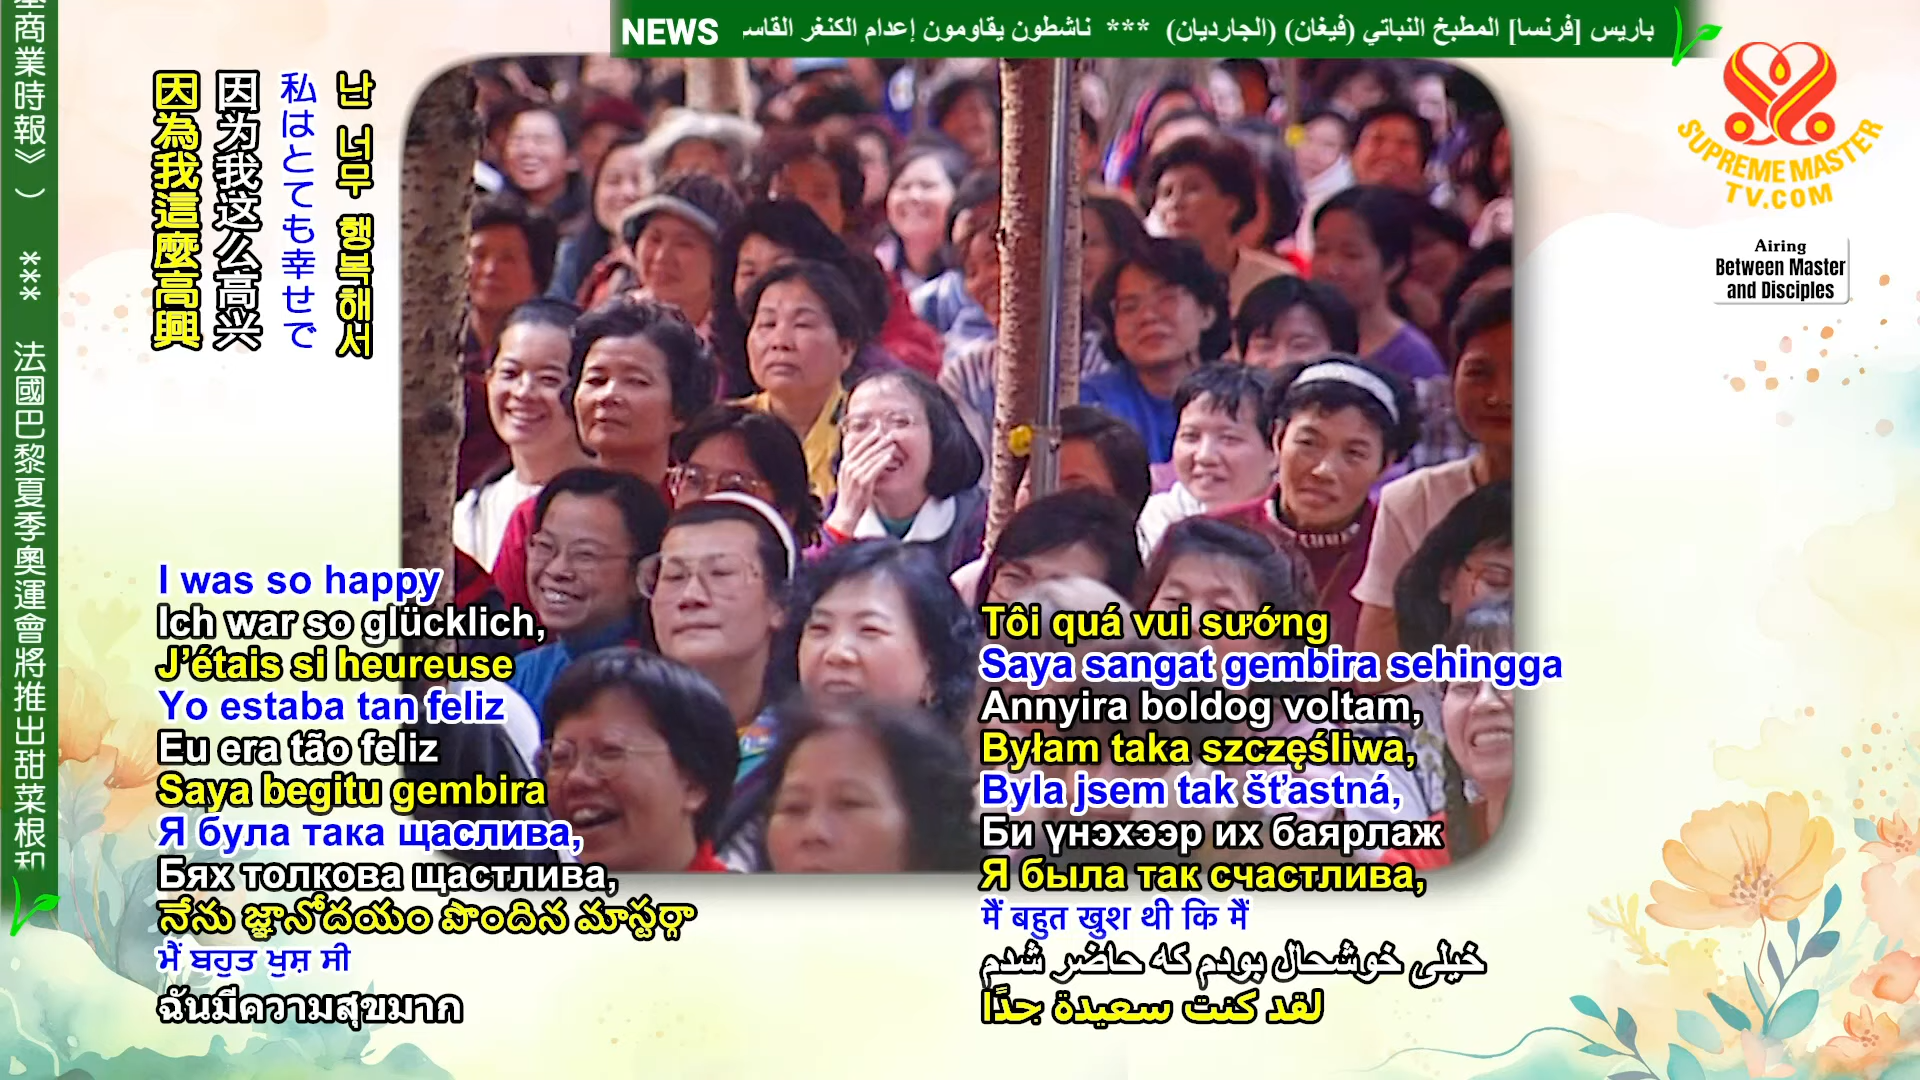 NEWS
باريس [فرنسا] المطبخ النباتي (فيغان) (الجارديان) *** ناشطون يقاومون إعدام الكنغر القاسي
商業時報》） *** 法國巴黎夏季奧運會將推出甜菜根和
난 너무 행복해서
私はとても幸せで
因为我这么高兴
因為我這麼高興
SUPREME MASTER
TV.COM
Airing
Between Master
and Disciples
I was so happy
Ich war so glücklich,
J’étais si heureuse
Yo estaba tan feliz
Eu era tão feliz
Saya begitu gembira
Я була така щаслива,
Бях толкова щастлива,
నేను జ్ఞానోదయం పొందిన మాస్టర్గా
ਮੈਂ ਬਹੁਤ ਖੁਸ਼ ਸੀ
ฉันมีความสุขมาก
Tôi quá vui sướng
Saya sangat gembira sehingga
Annyira boldog voltam,
Byłam taka szczęśliwa,
Byla jsem tak šťastná,
Би үнэхээр их баярлаж
Я была так счастлива,
मैं बहुत खुश थी कि मैं
خیلی خوشحال بودم که حاضر شدم
لقد كنت سعيدة جدًا